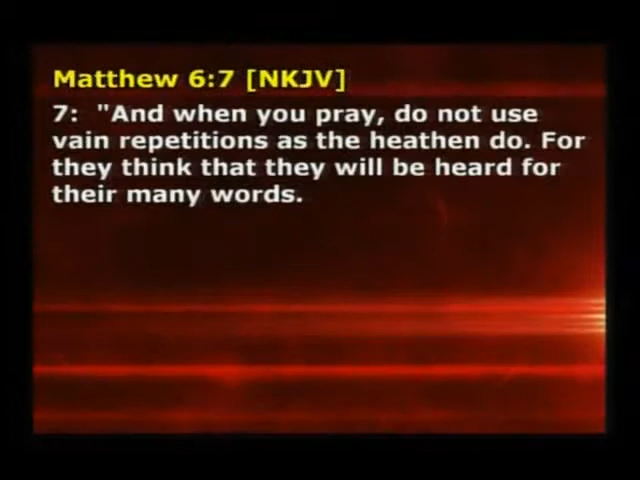 Matthew 6:7 [NKJV]
7: "And when you pray, do not use
vain repetitions as the heathen do. For
they think that they will be heard for
their many words.